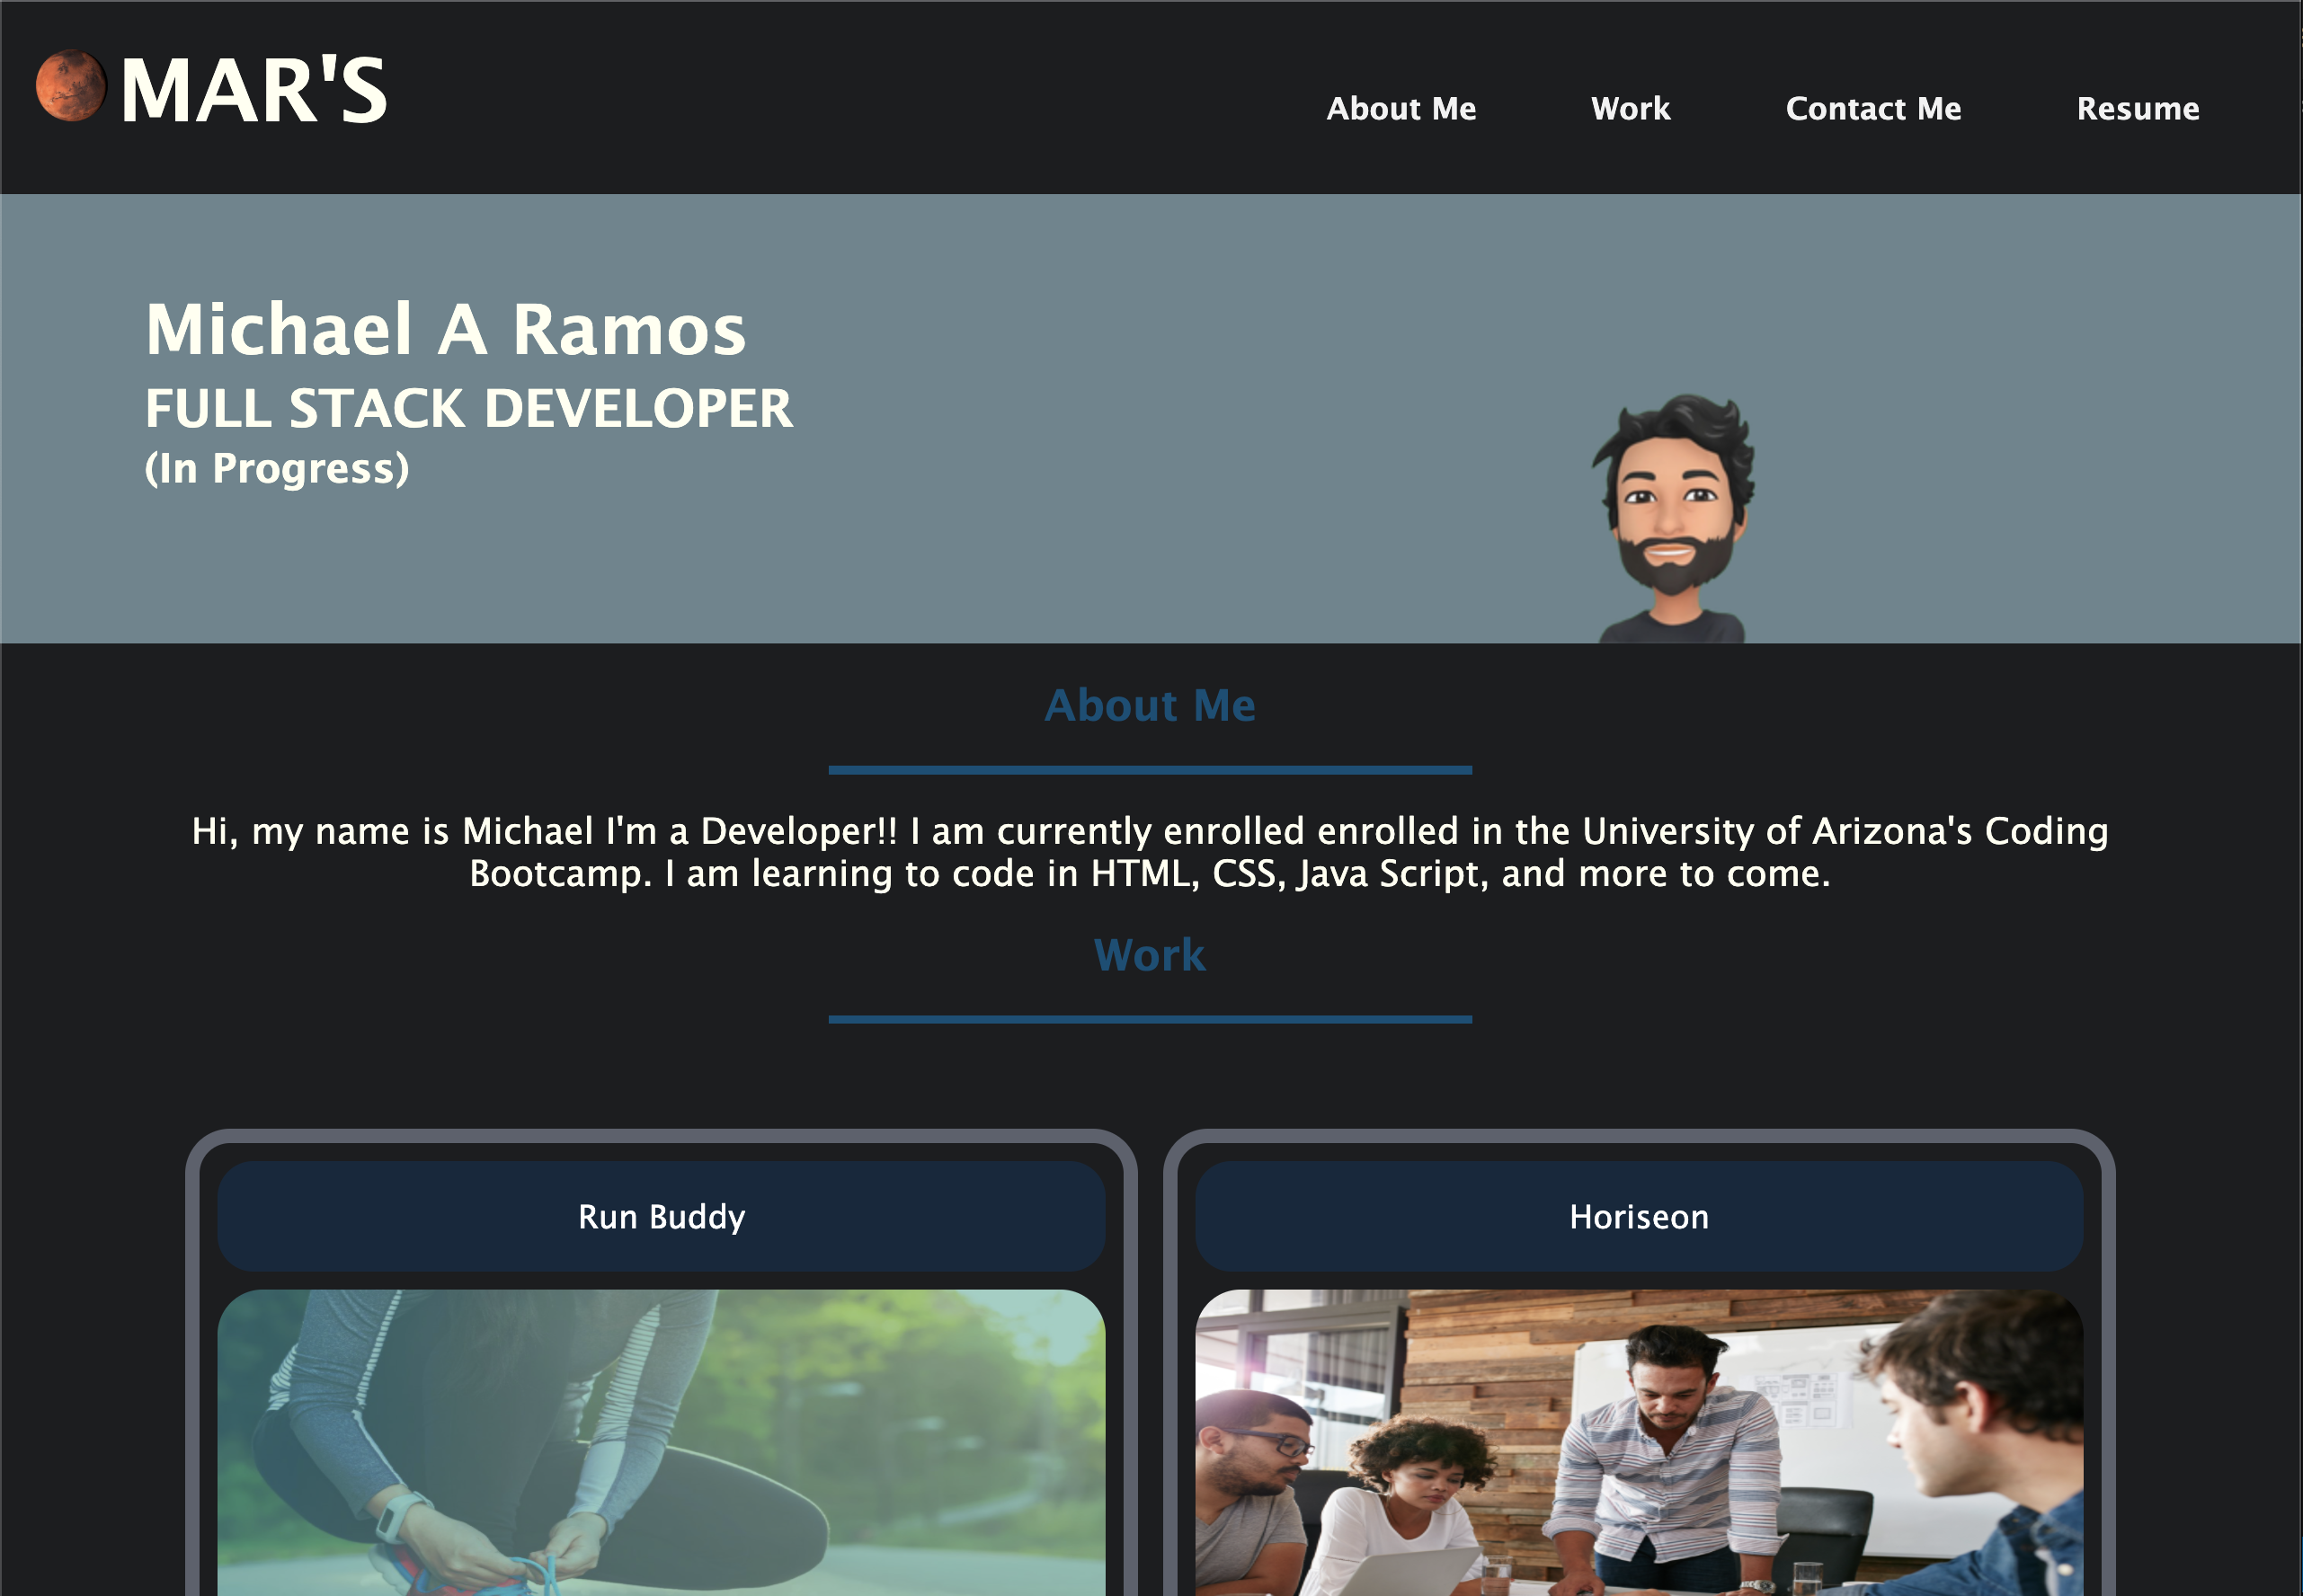 MAR'S
About Me
Work
Contact Me
Resume
Michael A Ramos
FULL STACK DEVELOPER
(In Progress)
About Me
Hi, my name is Michael I'm a Developer!! I am currently enrolled enrolled in the University of Arizona's Coding
Bootcamp. I am learning to code in HTML, CSS, Java Script, and more to come.
Work
Run Buddy
Horiseon